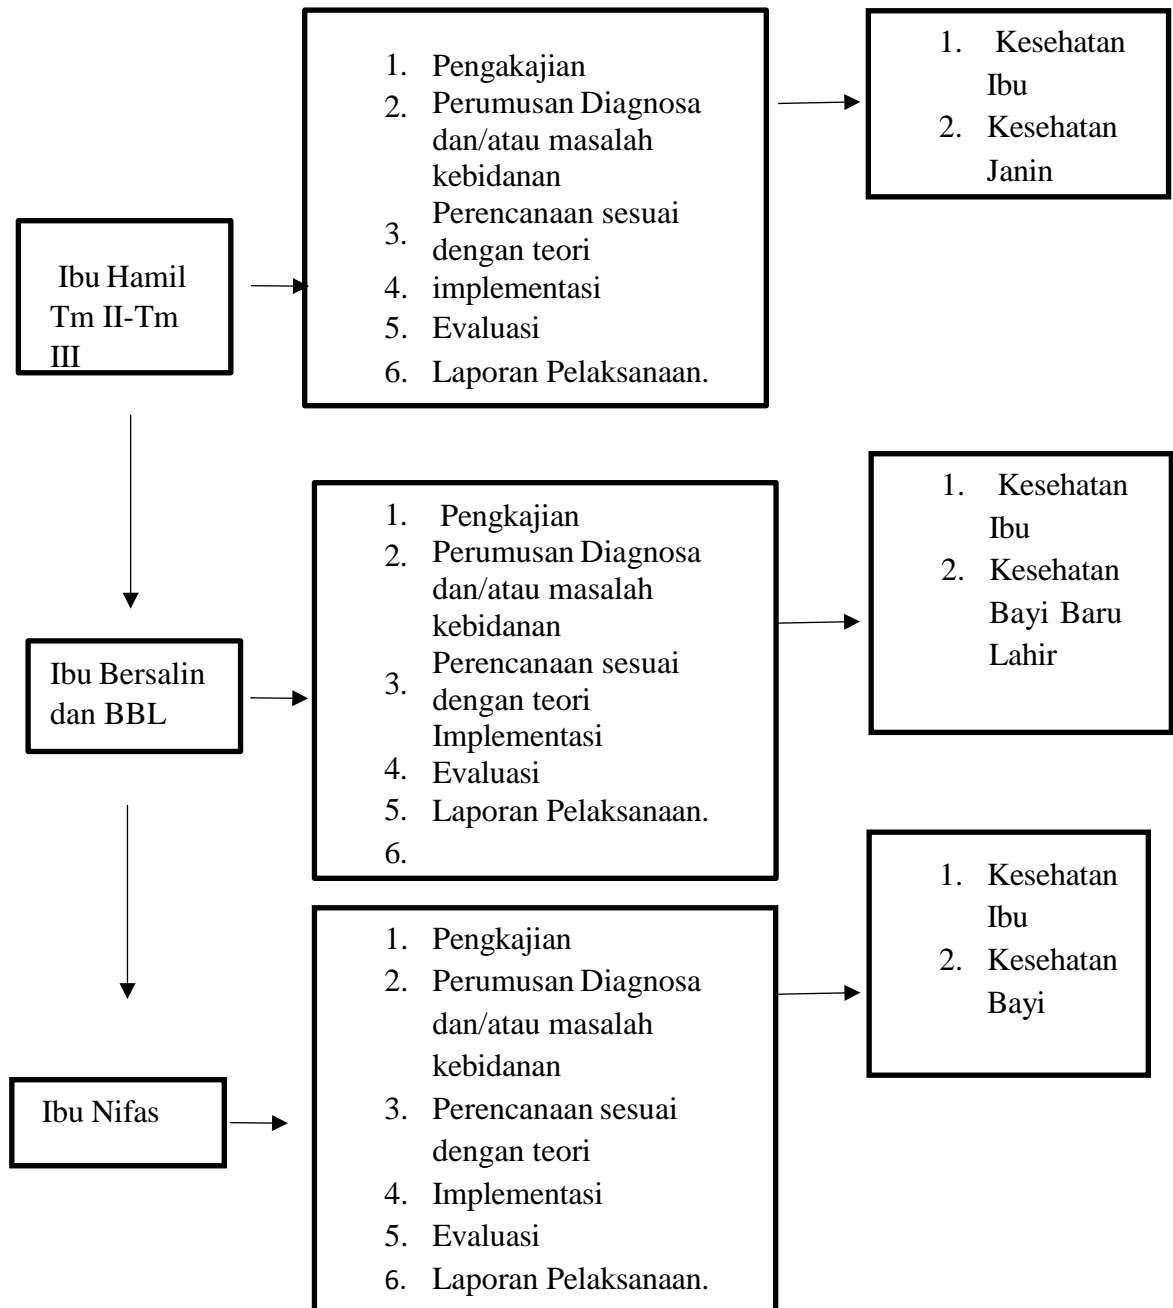 Ibu Hamil
Tm II-Tm
III
1. Pengakajian
2. Perumusan Diagnosa
dan/atau masalah
kebidanan
3. Perencanaan sesuai
dengan teori
4. implementasi
5. Evaluasi
6. Laporan Pelaksanaan.
1. Kesehatan
Ibu
2. Kesehatan
Janin
Ibu Bersalin
dan BBL
1. Pengkajian
2. Perumusan Diagnosa
dan/atau masalah
kebidanan
3. Perencanaan sesuai
dengan teori
Implementasi
4. Evaluasi
5. Laporan Pelaksanaan.
6.
1. Kesehatan
Ibu
2. Kesehatan
Bayi Baru
Lahir
Ibu Nifas
1. Pengkajian
2. Perumusan Diagnosa
dan/atau masalah
kebidanan
3. Perencanaan sesuai
dengan teori
4. Implementasi
5. Evaluasi
6. Laporan Pelaksanaan.
1. Kesehatan
Ibu
2. Kesehatan
Bayi